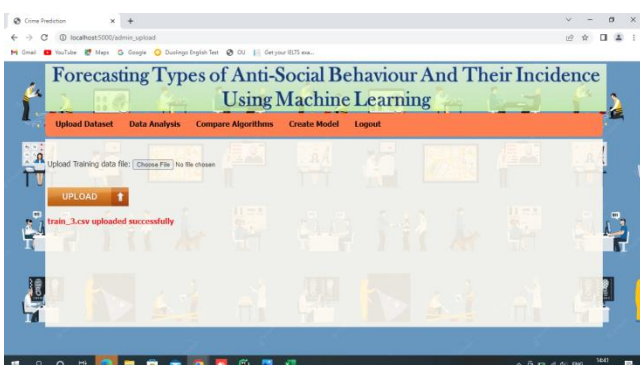 Crime Prediction
localhost:5000/admin_upload
Gmail YouTube Maps Google Duolingo English Test OU Get your IELTS exa...
Forecasting Types of Anti-Social Behaviour And Their Incidence
Using Machine Learning
Upload Dataset Data Analysis Compare Algorithms Create Model Logout
Upload Training data file: Choose File No file chosen
UPLOAD
train_3.csv uploaded successfully
ENG 14:41